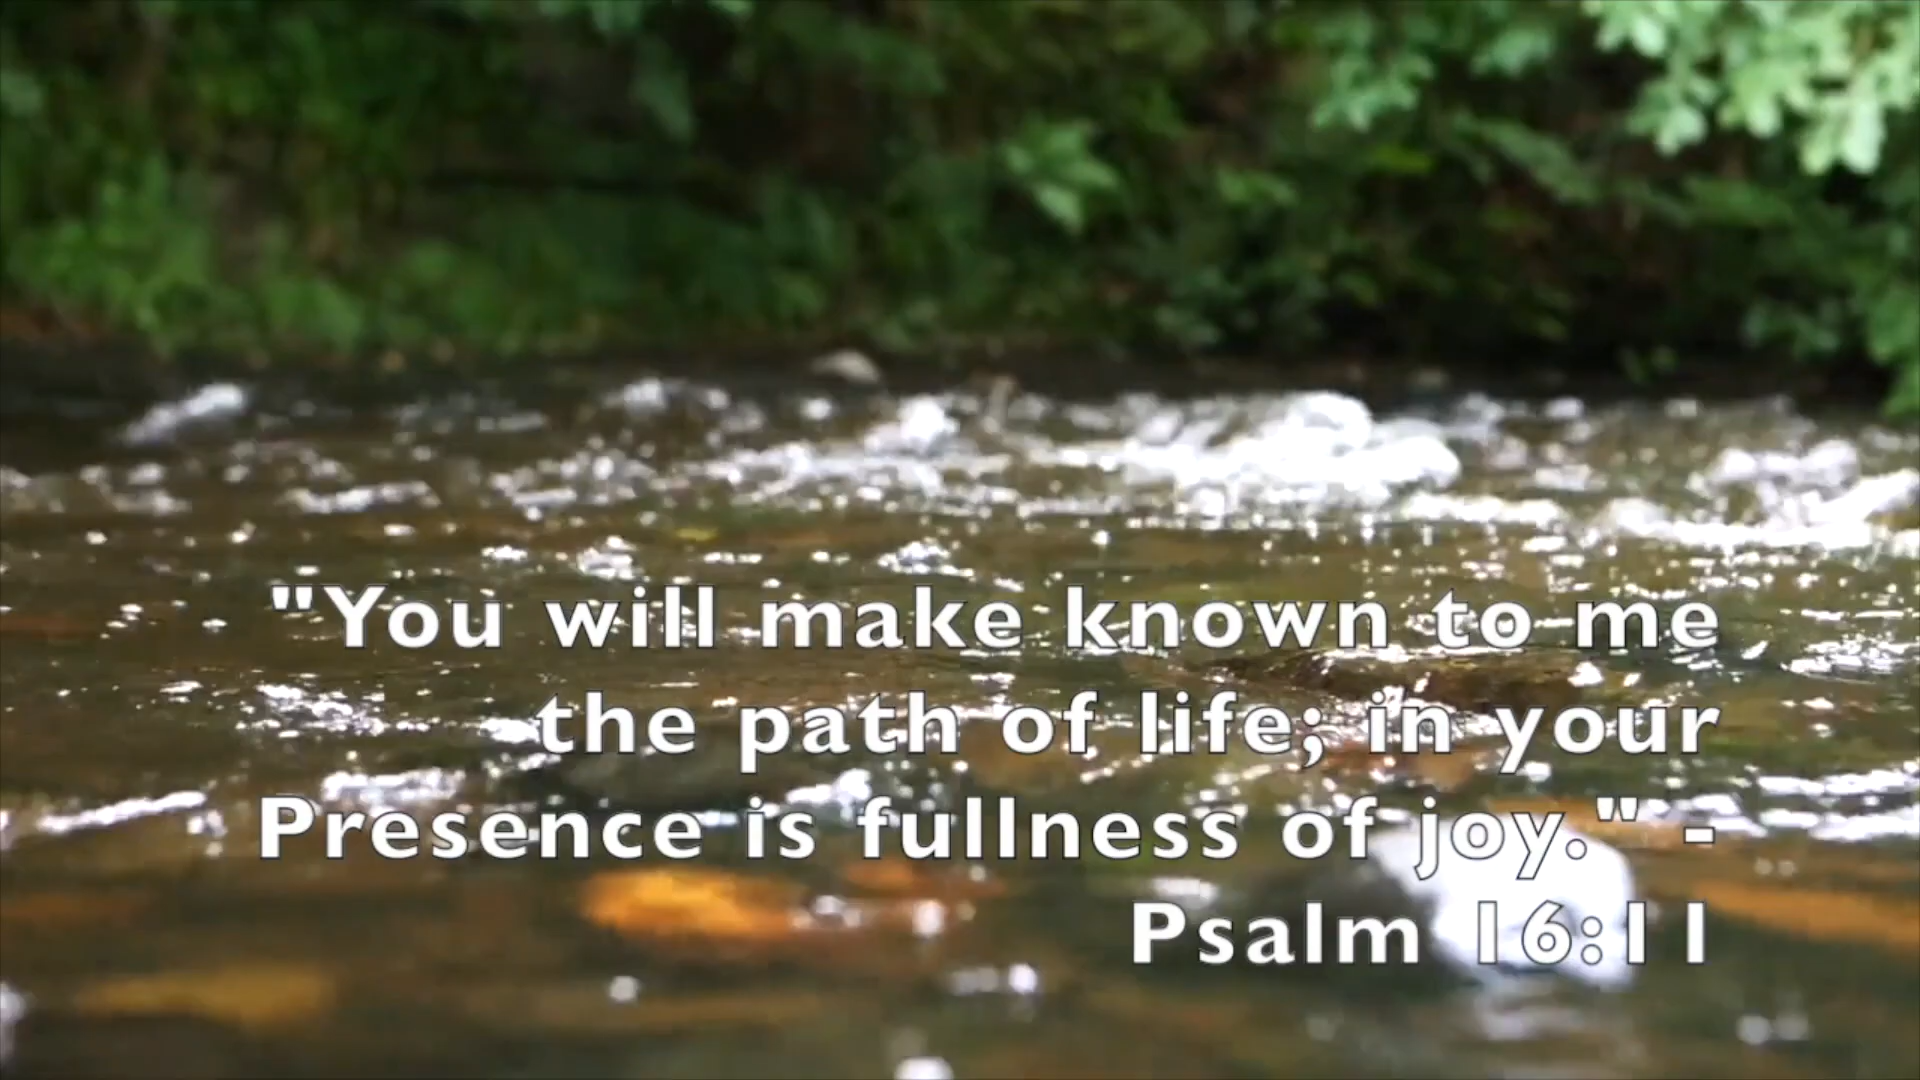 "You will make known to me
the path of life; in your
Presence is fullness of joy." -
Psalm 16:11